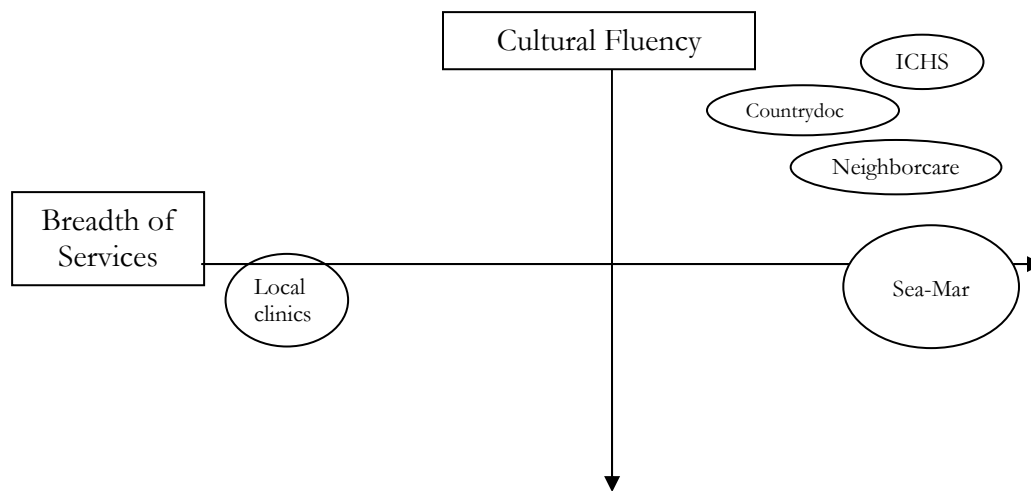 Cultural Fluency
ICHS
Countrydoc
Neighborcare
Breadth of
Services
Local
clinics
Sea-Mar